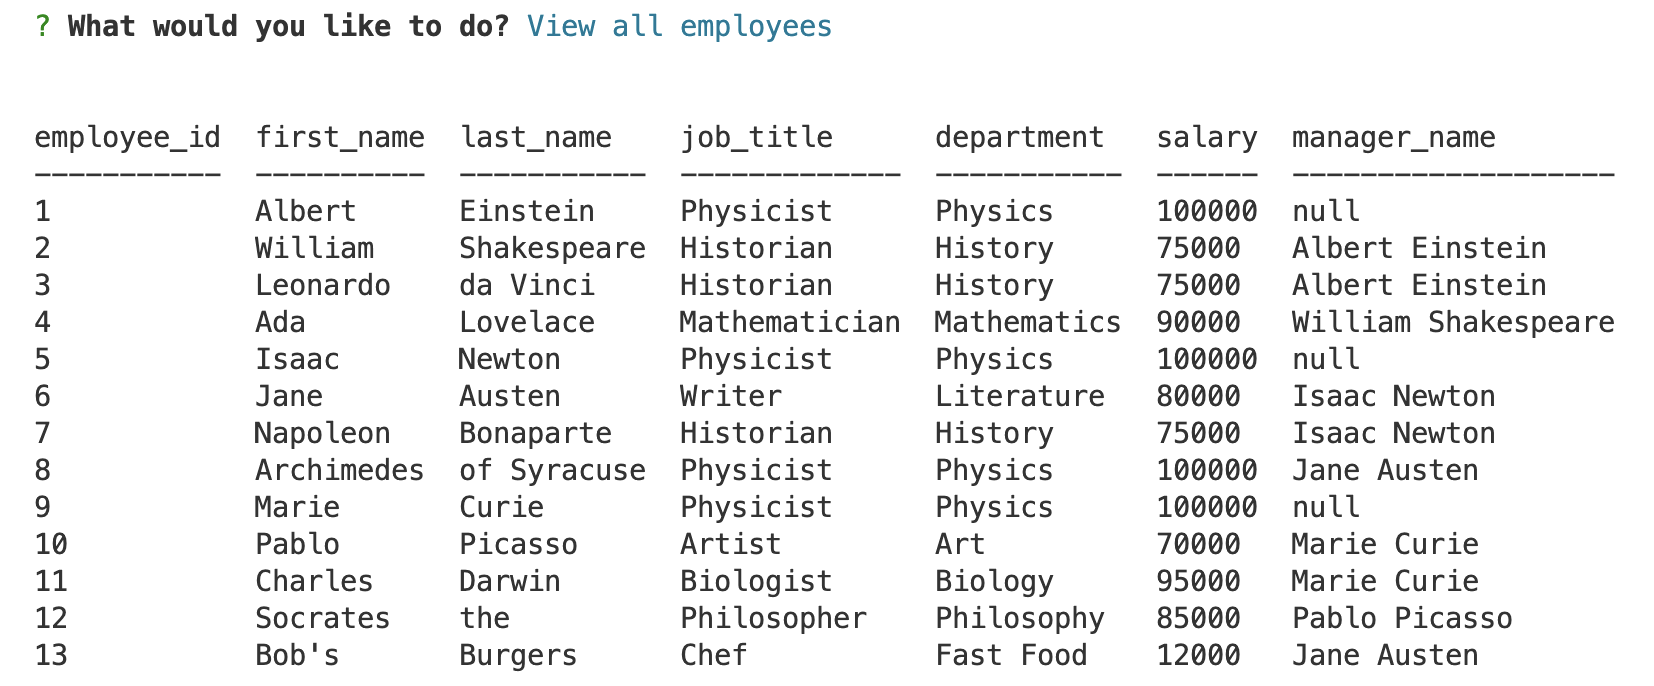 ? What would you like to do? View all employees
employee_id  first_name  last_name    job_title      department   salary  manager_name
-----------  ----------  -----------  -------------  -----------  ------  -------------------
1            Albert      Einstein     Physicist      Physics      100000  null
2            William     Shakespeare  Historian      History      75000   Albert Einstein
3            Leonardo    da Vinci     Historian      History      75000   Albert Einstein
4            Ada         Lovelace     Mathematician  Mathematics  90000   William Shakespeare
5            Isaac       Newton       Physicist      Physics      100000  null
6            Jane        Austen       Writer         Literature   80000   Isaac Newton
7            Napoleon    Bonaparte    Historian      History      75000   Isaac Newton
8            Archimedes  of Syracuse  Physicist      Physics      100000  Jane Austen
9            Marie       Curie        Physicist      Physics      100000  null
10           Pablo       Picasso      Artist         Art          70000   Marie Curie
11           Charles     Darwin       Biologist      Biology      95000   Marie Curie
12           Socrates    the          Philosopher    Philosophy   85000   Pablo Picasso
13           Bob's       Burgers      Chef           Fast Food    12000   Jane Austen